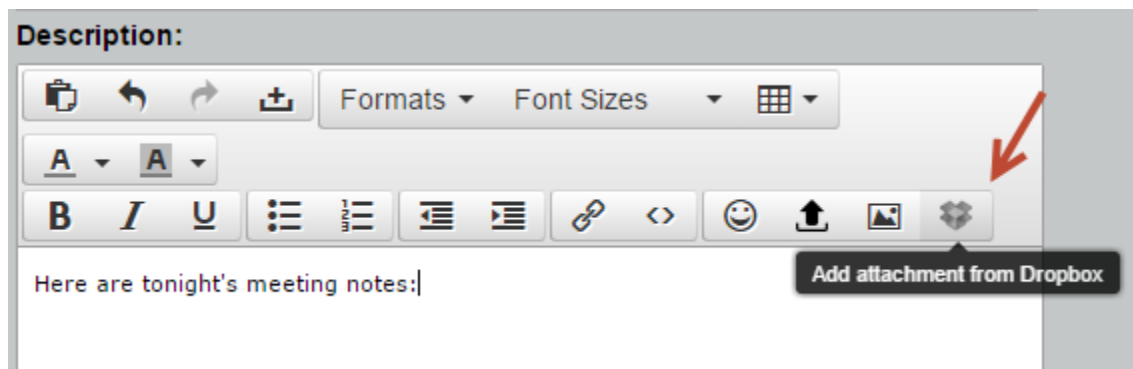 Description:
Formats Font Sizes
A A
B I U
Add attachment from Dropbox
Here are tonight's meeting notes: